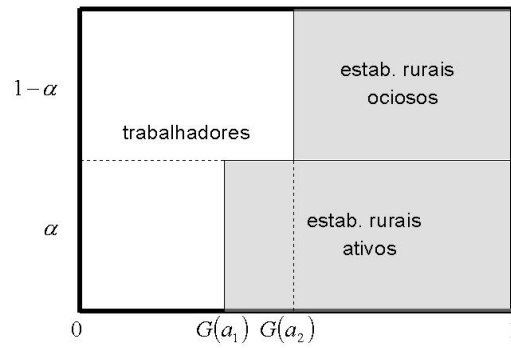 estab. rurais
ociosos
1−α
trabalhadores
estab. rurais
ativos
α
0 G(a₁) G(a₂)